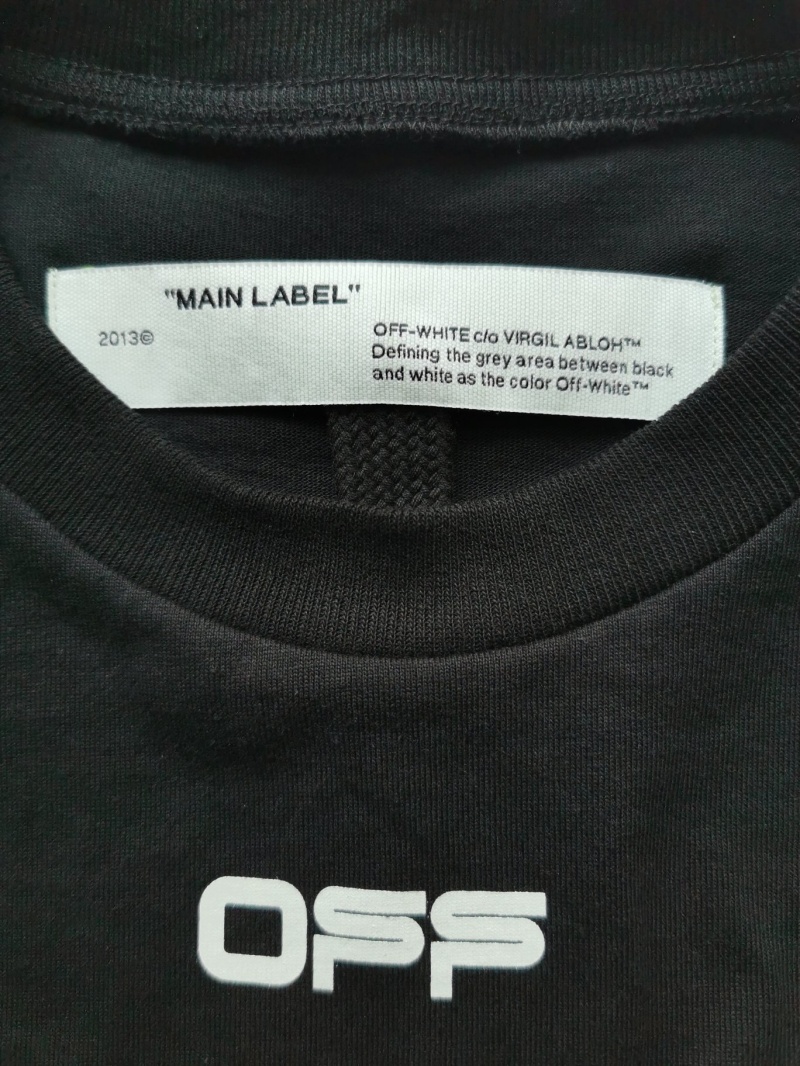 "MAIN LABEL"
2013©
OFF-WHITE c/o VIRGIL ABLOH™
Defining the grey area between black
and white as the color Off-White™
OFF